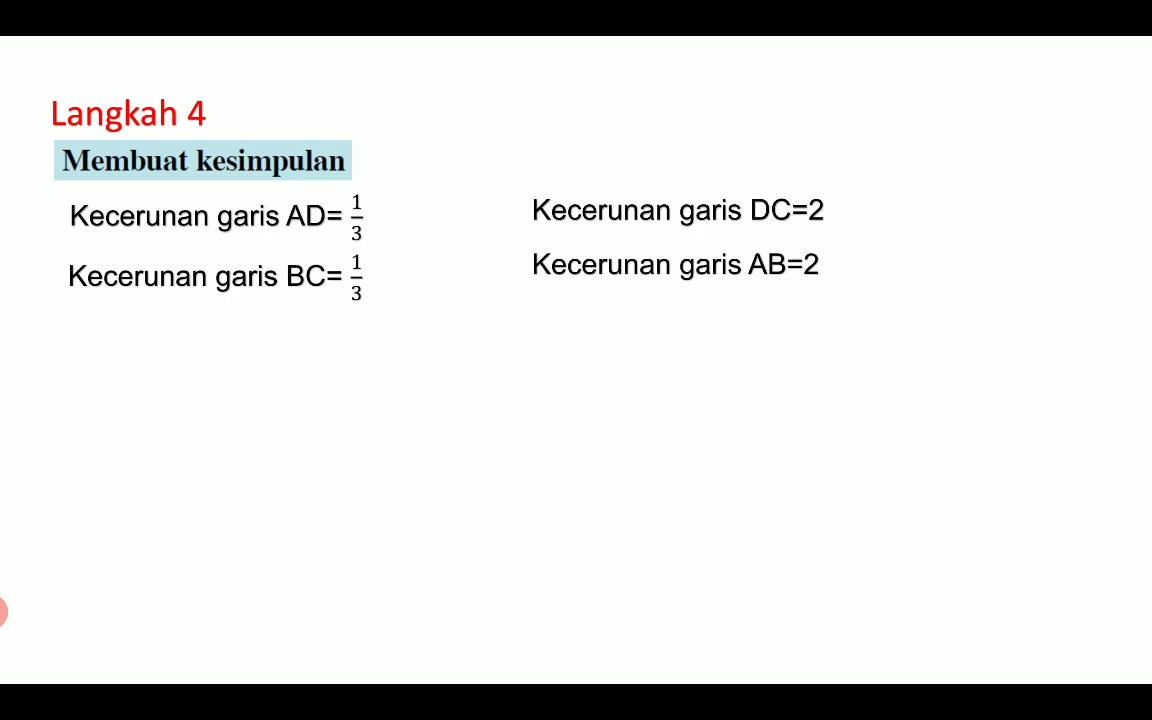 Langkah 4
Membuat kesimpulan
Kecerunan garis AD= 1/3
Kecerunan garis BC= 1/3
Kecerunan garis DC=2
Kecerunan garis AB=2